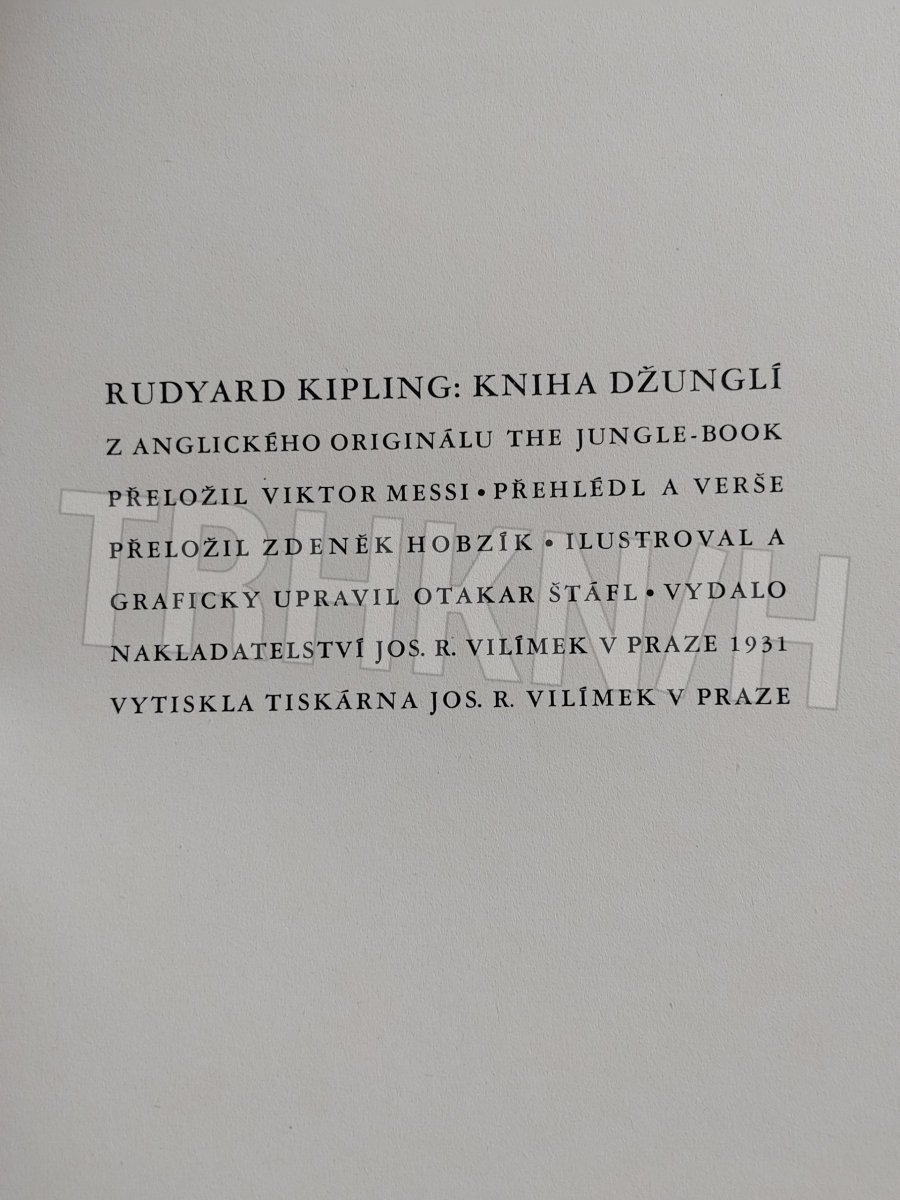 RUDYARD KIPLING: KNIHA DŽUNGLÍ
Z ANGLICKÉHO ORIGINÁLU THE JUNGLE-BOOK
PŘELOŽIL VIKTOR MESSI • PŘEHLÉDL A VERŠE
PŘELOŽIL ZDENĚK HOBZÍK • ILUSTROVAL A
GRAFICKY UPRAVIL OTAKAR ŠTÁFL • VYDALO
NAKLADATELSTVÍ JOS. R. VILÍMEK V PRAZE 1931
VYTISKLA TISKÁRNA JOS. R. VILÍMEK V PRAZE
TRHKNIH